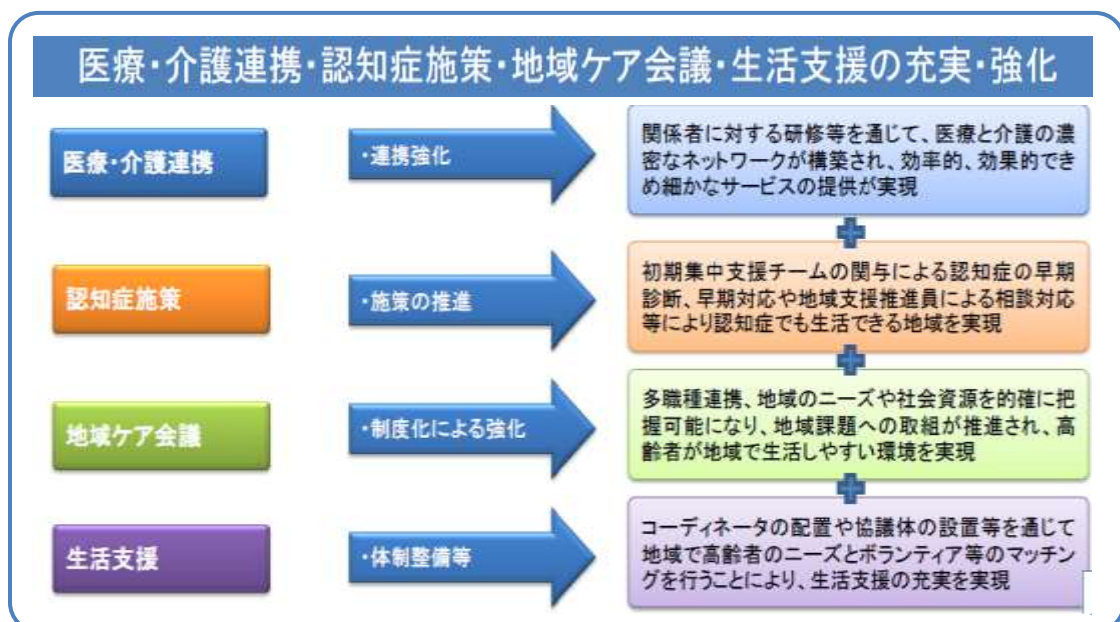 医療・介護連携・認知症施策・地域ケア会議・生活支援の充実・強化
医療・介護連携
・連携強化
関係者に対する研修等を通じて、医療と介護の濃
密なネットワークが構築され、効率的、効果的でき
め細かなサービスの提供が実現
認知症施策
・施策の推進
初期集中支援チームの関与による認知症の早期
診断、早期対応や地域支援推進員による相談対応
等により認知症でも生活できる地域を実現
地域ケア会議
・制度化による強化
多職種連携、地域のニーズや社会資源を的確に把
握可能になり、地域課題への取組が推進され、高
齢者が地域で生活しやすい環境を実現
生活支援
・体制整備等
コーディネータの配置や協議体の設置等を通じて
地域で高齢者のニーズとボランティア等のマッチン
グを行うことにより、生活支援の充実を実現